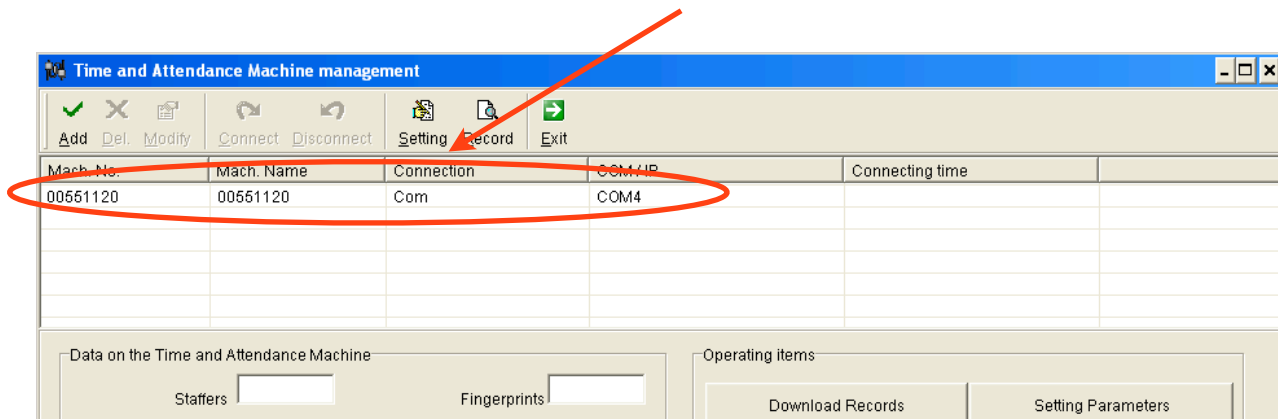 Time and Attendance Machine management
Add Del. Modify Connect Disconnect Setting Record Exit
Mach. No. Mach. Name Connection COM / IP Connecting time
00551120 00551120 Com COM4
Data on the Time and Attendance Machine Operating items
Staffers Fingerprints Download Records Setting Parameters